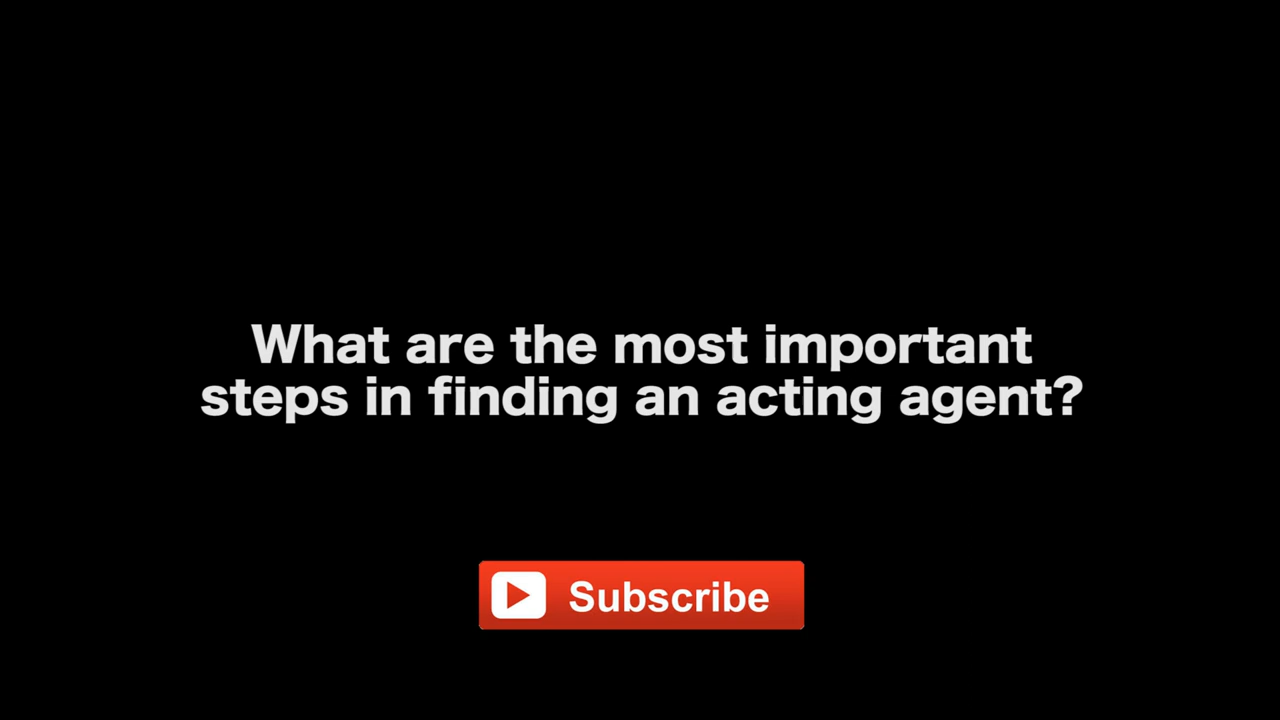 What are the most important
steps in finding an acting agent?
Subscribe